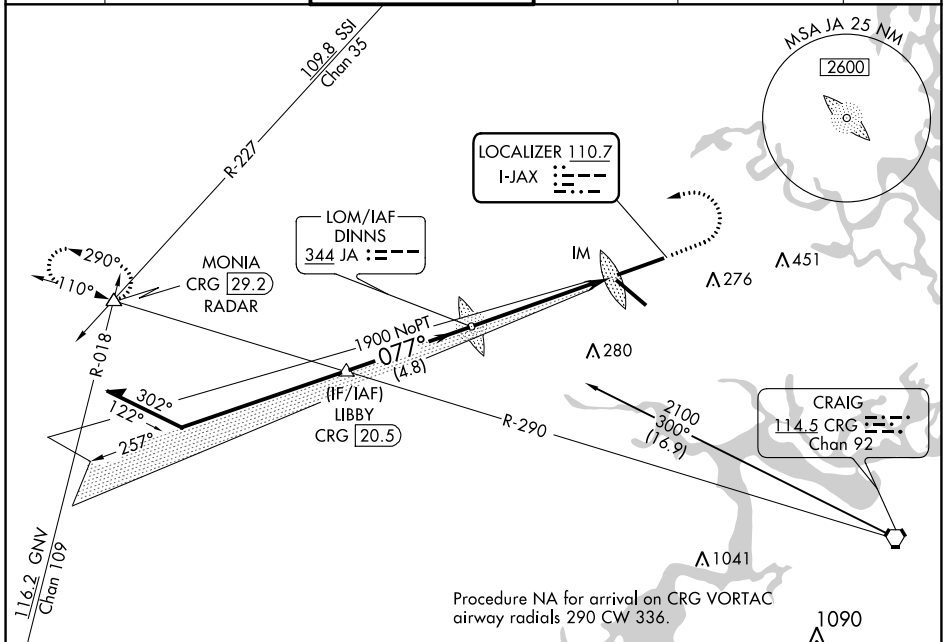 109.8 SSI
Chan 35
R-227
MSA JA 25 NM
2600
LOCALIZER 110.7
I-JAX
LOM/IAF
DINNS
344 JA
IM
451
276
290°
110°
MONIA
CRG 29.2
RADAR
1900 NoPT
077°
(4.8)
280
R-018
(IF/IAF)
LIBBY
CRG 20.5
302°
122°
257°
R-290
2100
300°
(16.9)
CRAIG
114.5 CRG
Chan 92
116.2 GNV
Chan 109
1041
Procedure NA for arrival on CRG VORTAC
airway radials 290 CW 336.
1090